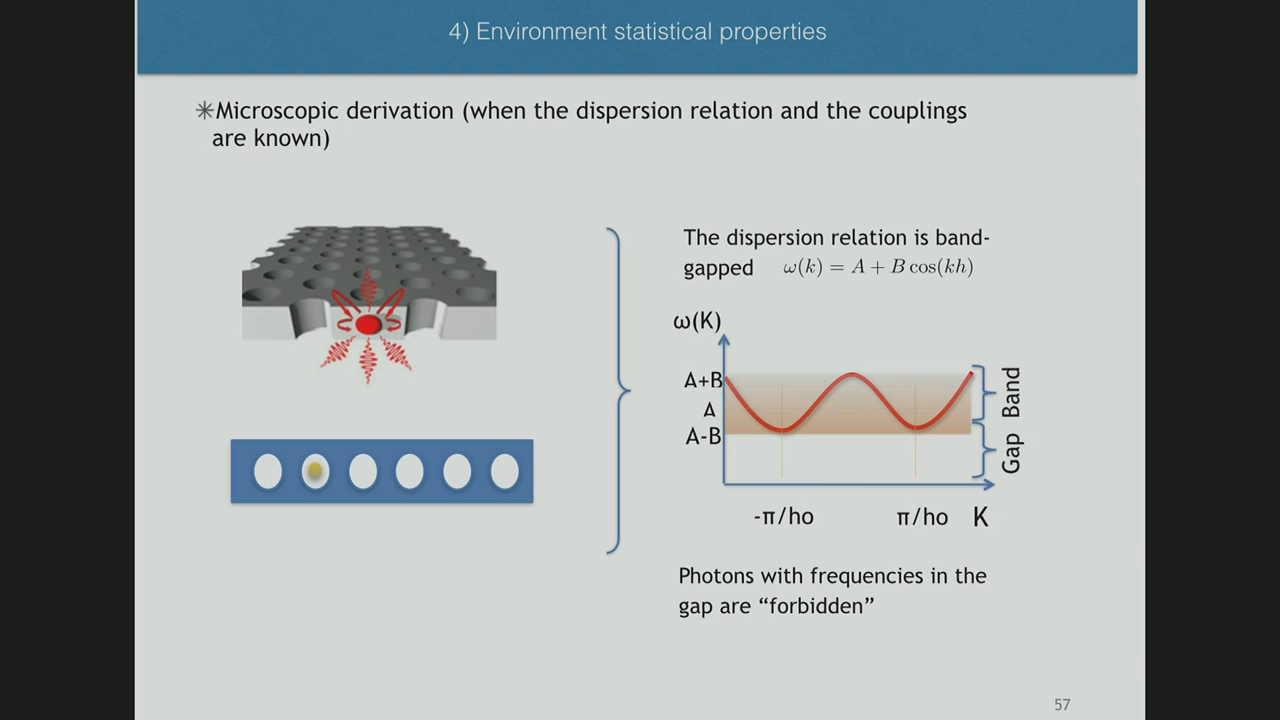 4) Environment statistical properties
✳Microscopic derivation (when the dispersion relation and the couplings
are known)
The dispersion relation is band-
gapped ω(k) = A + B cos(kh)
ω(K)
A+B
A
A-B
Band
Gap
-π/ho
π/ho
K
Photons with frequencies in the
gap are “forbidden”
57